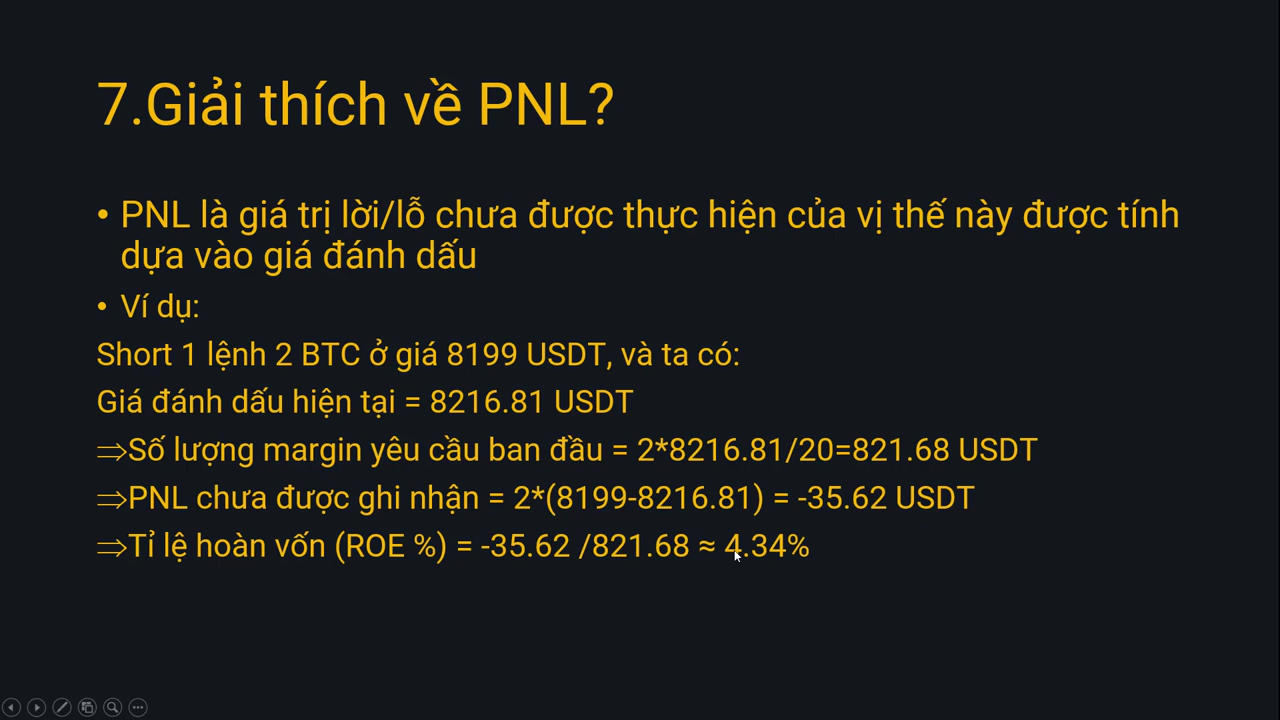 7.Giải thích về PNL?
• PNL là giá trị lời/lỗ chưa được thực hiện của vị thế này được tính
dựa vào giá đánh dấu
• Ví dụ:
Short 1 lệnh 2 BTC ở giá 8199 USDT, và ta có:
Giá đánh dấu hiện tại = 8216.81 USDT
⇒Số lượng margin yêu cầu ban đầu = 2*8216.81/20=821.68 USDT
⇒PNL chưa được ghi nhận = 2*(8199-8216.81) = -35.62 USDT
⇒Tỉ lệ hoàn vốn (ROE %) = -35.62 /821.68 ≈ 4.34%